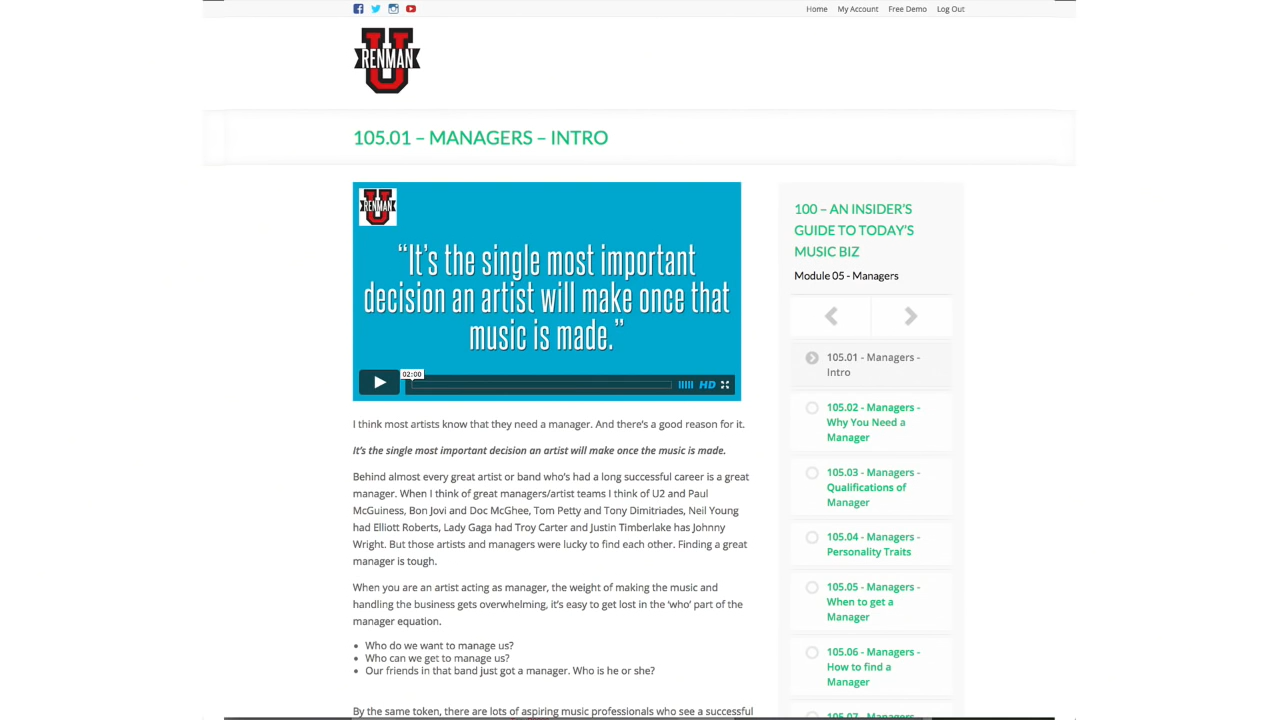 Home My Account Free Demo Log Out
RENMAN
U
105.01 – MANAGERS – INTRO
RENMAN
U
“It’s the single most important
decision an artist will make once that
music is made.”
02:00
HD
I think most artists know that they need a manager. And there’s a good reason for it.
It’s the single most important decision an artist will make once the music is made.
Behind almost every great artist or band who’s had a long successful career is a great
manager. When I think of great managers/artist teams I think of U2 and Paul
McGuiness, Bon Jovi and Doc McGhee, Tom Petty and Tony Dimitriades, Neil Young
had Elliott Roberts, Lady Gaga had Troy Carter and Justin Timberlake has Johnny
Wright. But those artists and managers were lucky to find each other. Finding a great
manager is tough.
When you are an artist acting as manager, the weight of making the music and
handling the business gets overwhelming, it’s easy to get lost in the ‘who’ part of the
manager equation.
Who do we want to manage us?
Who can we get to manage us?
Our friends in that band just got a manager. Who is he or she?
By the same token, there are lots of aspiring music professionals who see a successful
100 – AN INSIDER’S
GUIDE TO TODAY’S
MUSIC BIZ
Module 05 - Managers
105.01 - Managers -
Intro
105.02 - Managers -
Why You Need a
Manager
105.03 - Managers -
Qualifications of
Manager
105.04 - Managers -
Personality Traits
105.05 - Managers -
When to get a
Manager
105.06 - Managers -
How to find a
Manager
105.07 - Managers -